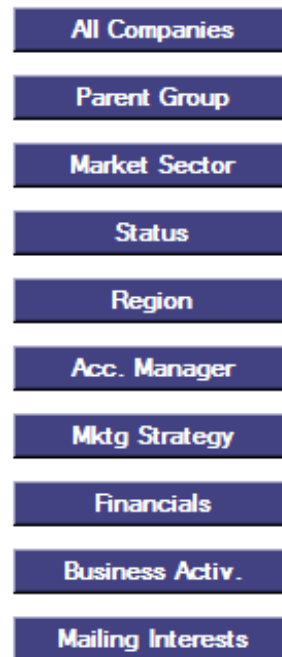 All Companies
Parent Group
Market Sector
Status
Region
Acc. Manager
Mktg Strategy
Financials
Business Activ.
Mailing Interests